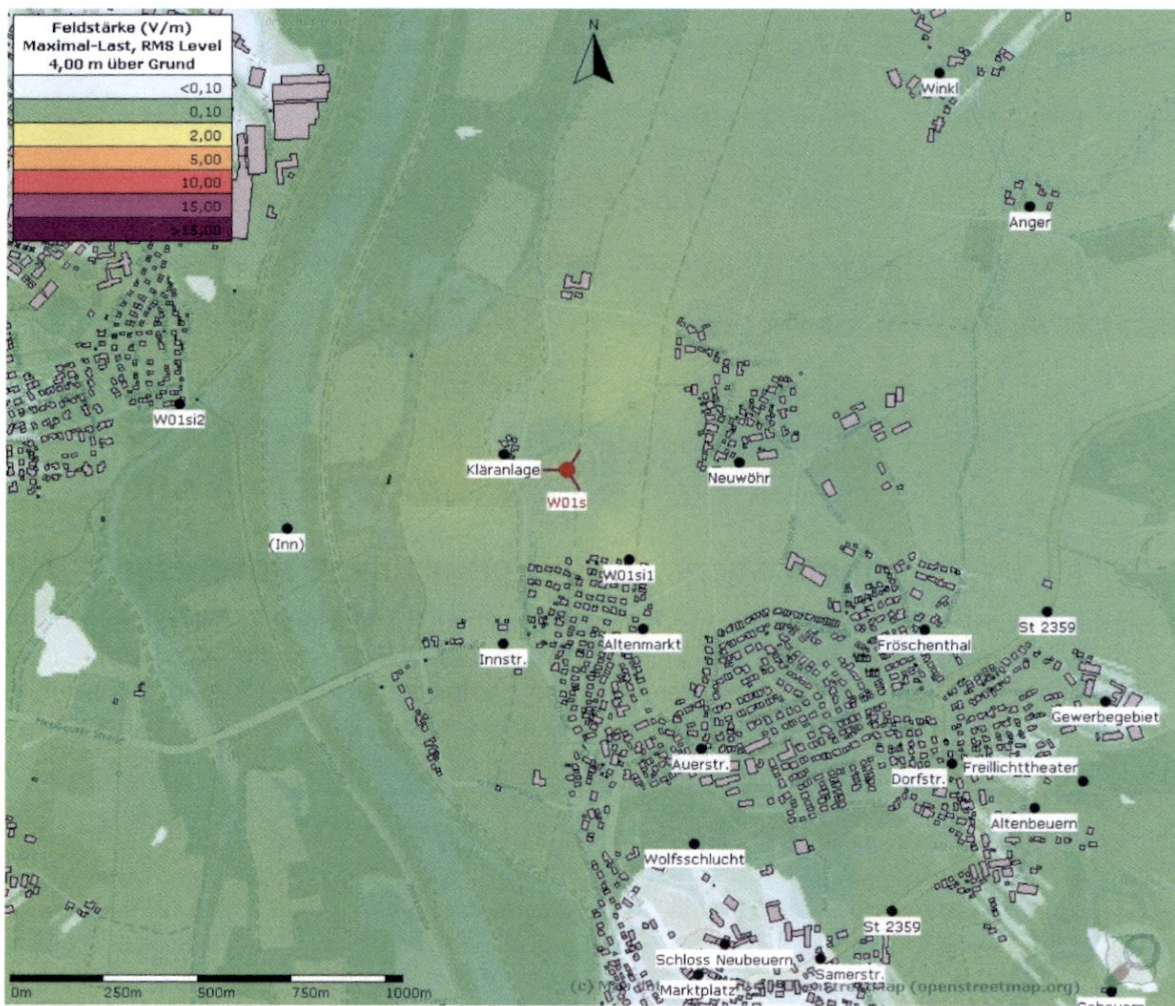 Feldstärke (V/m)
Maximal-Last, RMS Level
4,00 m über Grund
<0,10
0,10
2,00
5,00
10,00
15,00
>15,00
N
Winkl
Anger
W01si2
Kläranlage
W01s
Neuwöhr
(Inn)
W01si1
St 2359
Altenmarkt
Fröschenthal
Innstr.
Gewerbegebiet
Auerstr.
Dorfstr.
Freillichttheater
Altenbeuern
Wolfsschlucht
St 2359
Schloss Neubeuern
Samerstr.
Marktplatz
0m
250m
500m
750m
1000m
(openstreetmap.org)